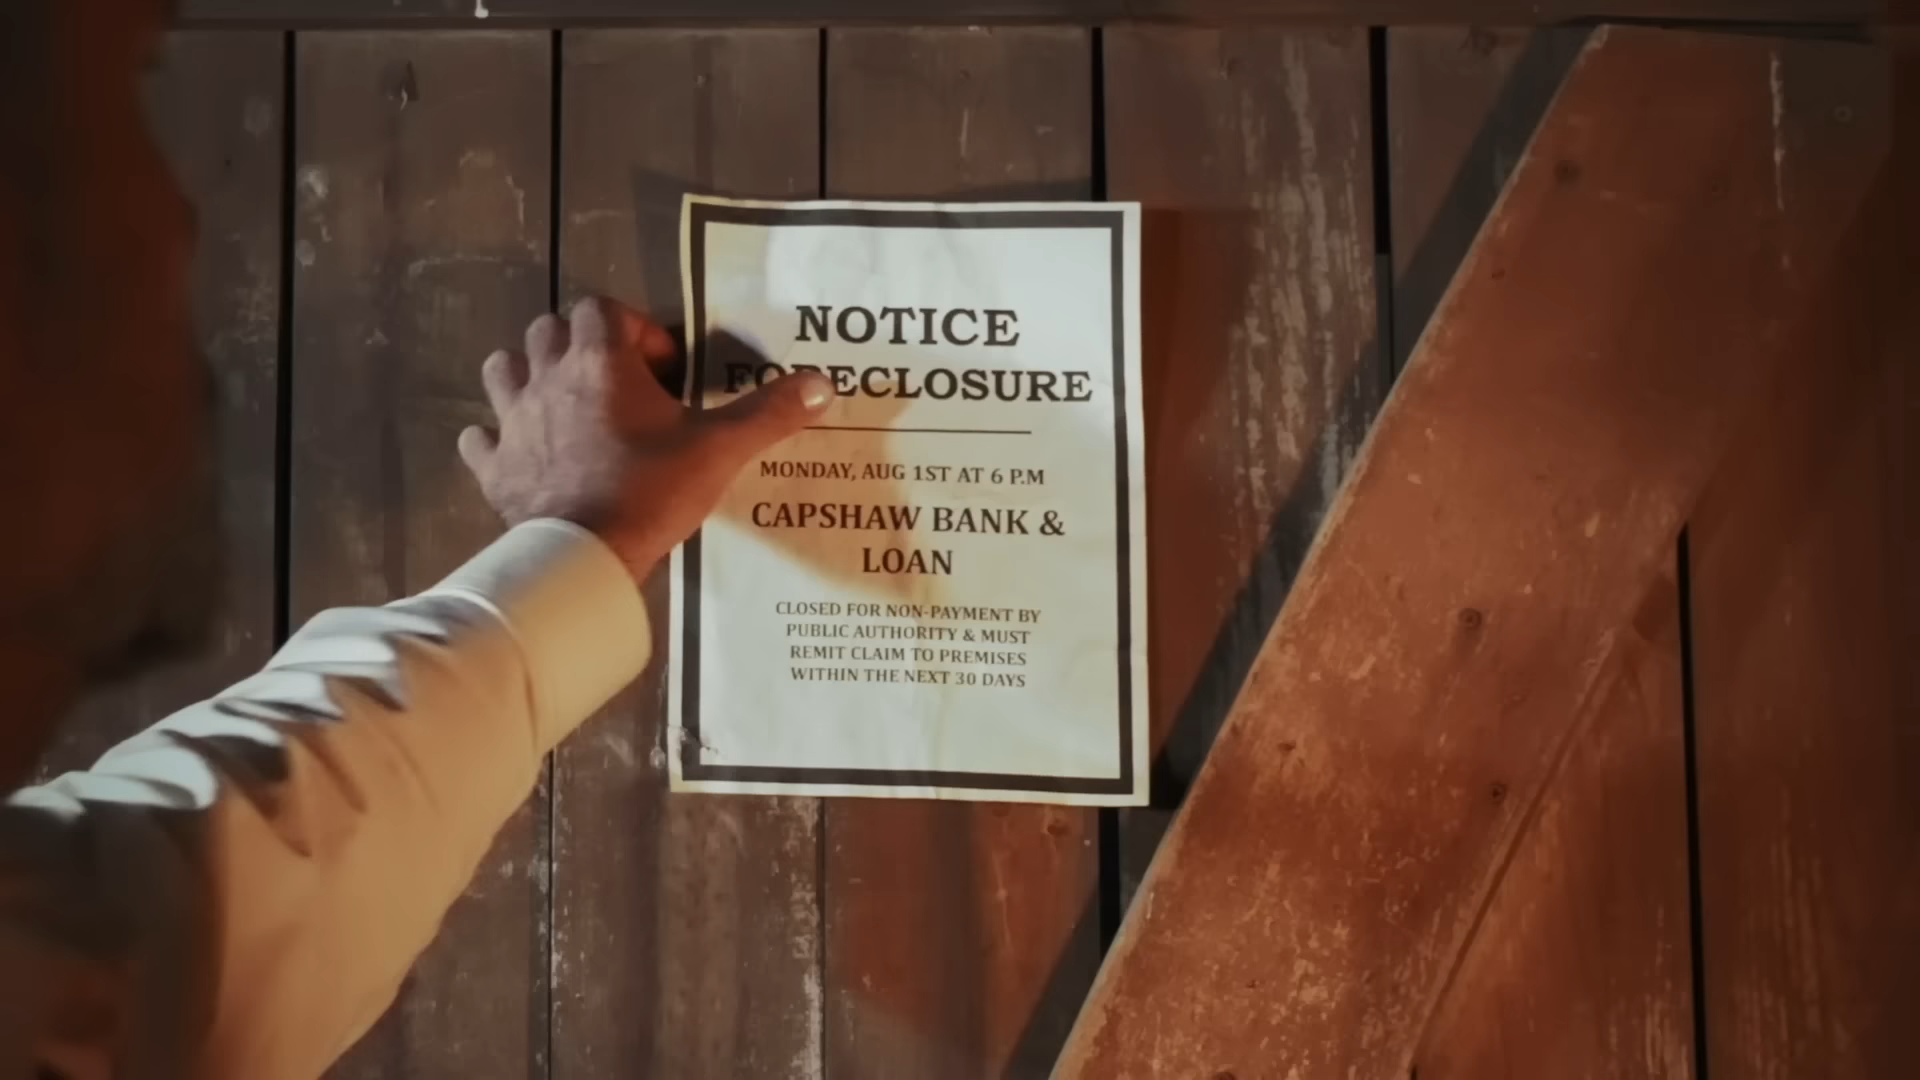 NOTICE
FORECLOSURE
MONDAY, AUG 1ST AT 6 P.M
CAPSHAW BANK &
LOAN
CLOSED FOR NON-PAYMENT BY
PUBLIC AUTHORITY & MUST
REMIT CLAIM TO PREMISES
WITHIN THE NEXT 30 DAYS